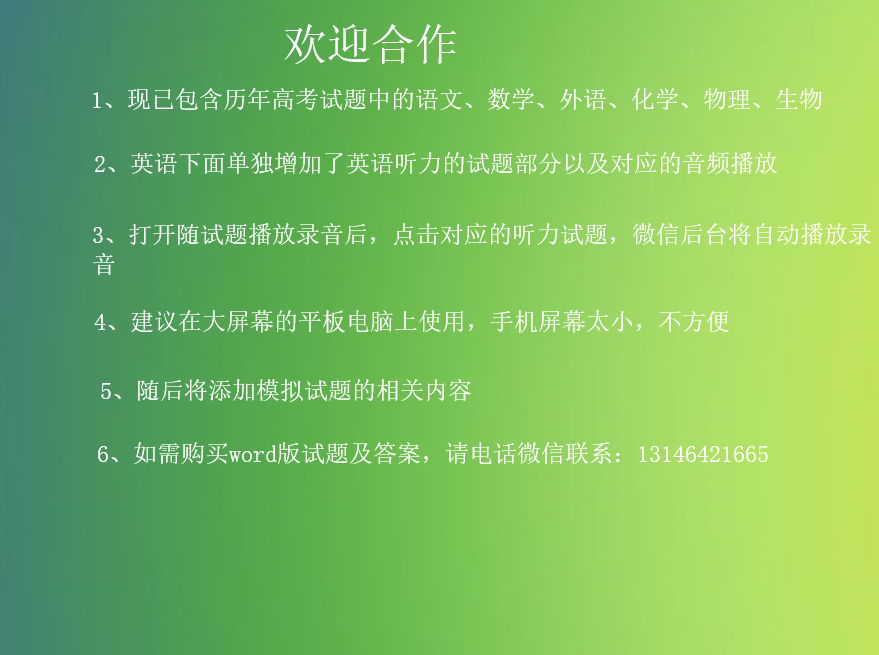 欢迎合作
1、现已包含历年高考试题中的语文、数学、外语、化学、物理、生物
2、英语下面单独增加了英语听力的试题部分以及对应的音频播放
3、打开随试题播放录音后，点击对应的听力试题，微信后台将自动播放录
音
4、建议在大屏幕的平板电脑上使用，手机屏幕太小，不方便
5、随后将添加模拟试题的相关内容
6、如需购买word版试题及答案，请电话微信联系：13146421665